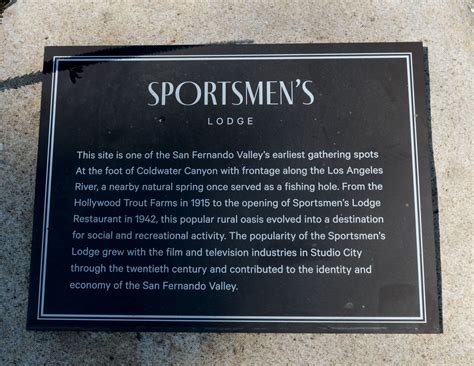 SPORTSMEN'S
LODGE
This site is one of the San Fernando Valley's earliest gathering spots
At the foot of Coldwater Canyon with frontage along the Los Angeles
River, a nearby natural spring once served as a fishing hole. From the
Hollywood Trout Farms in 1915 to the opening of Sportsmen's Lodge
Restaurant in 1942, this popular rural oasis evolved into a destination
for social and recreational activity. The popularity of the Sportsmen's
Lodge grew with the film and television industries in Studio City
through the twentieth century and contributed to the identity and
economy of the San Fernando Valley.